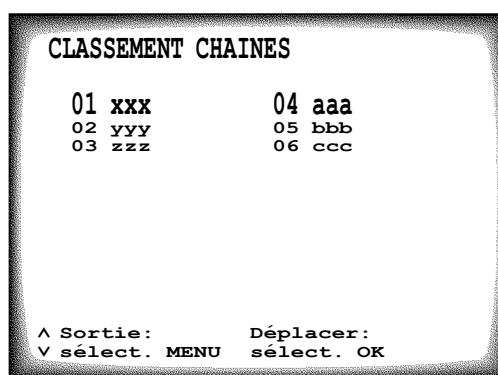 CLASSEMENT CHAINES
01 xxx 04 aaa
02 yyy 05 bbb
03 zzz 06 ccc
^ Sortie: Déplacer:
v sélect. MENU sélect. OK